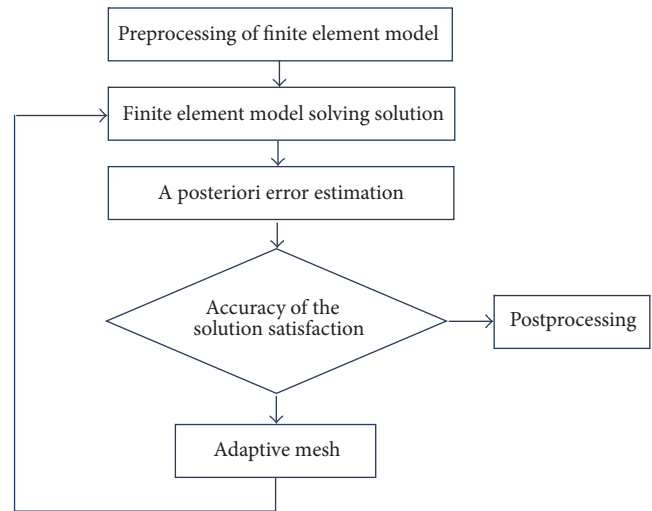 Preprocessing of finite element model
Finite element model solving solution
A posteriori error estimation
Accuracy of the
solution satisfaction
Postprocessing
Adaptive mesh